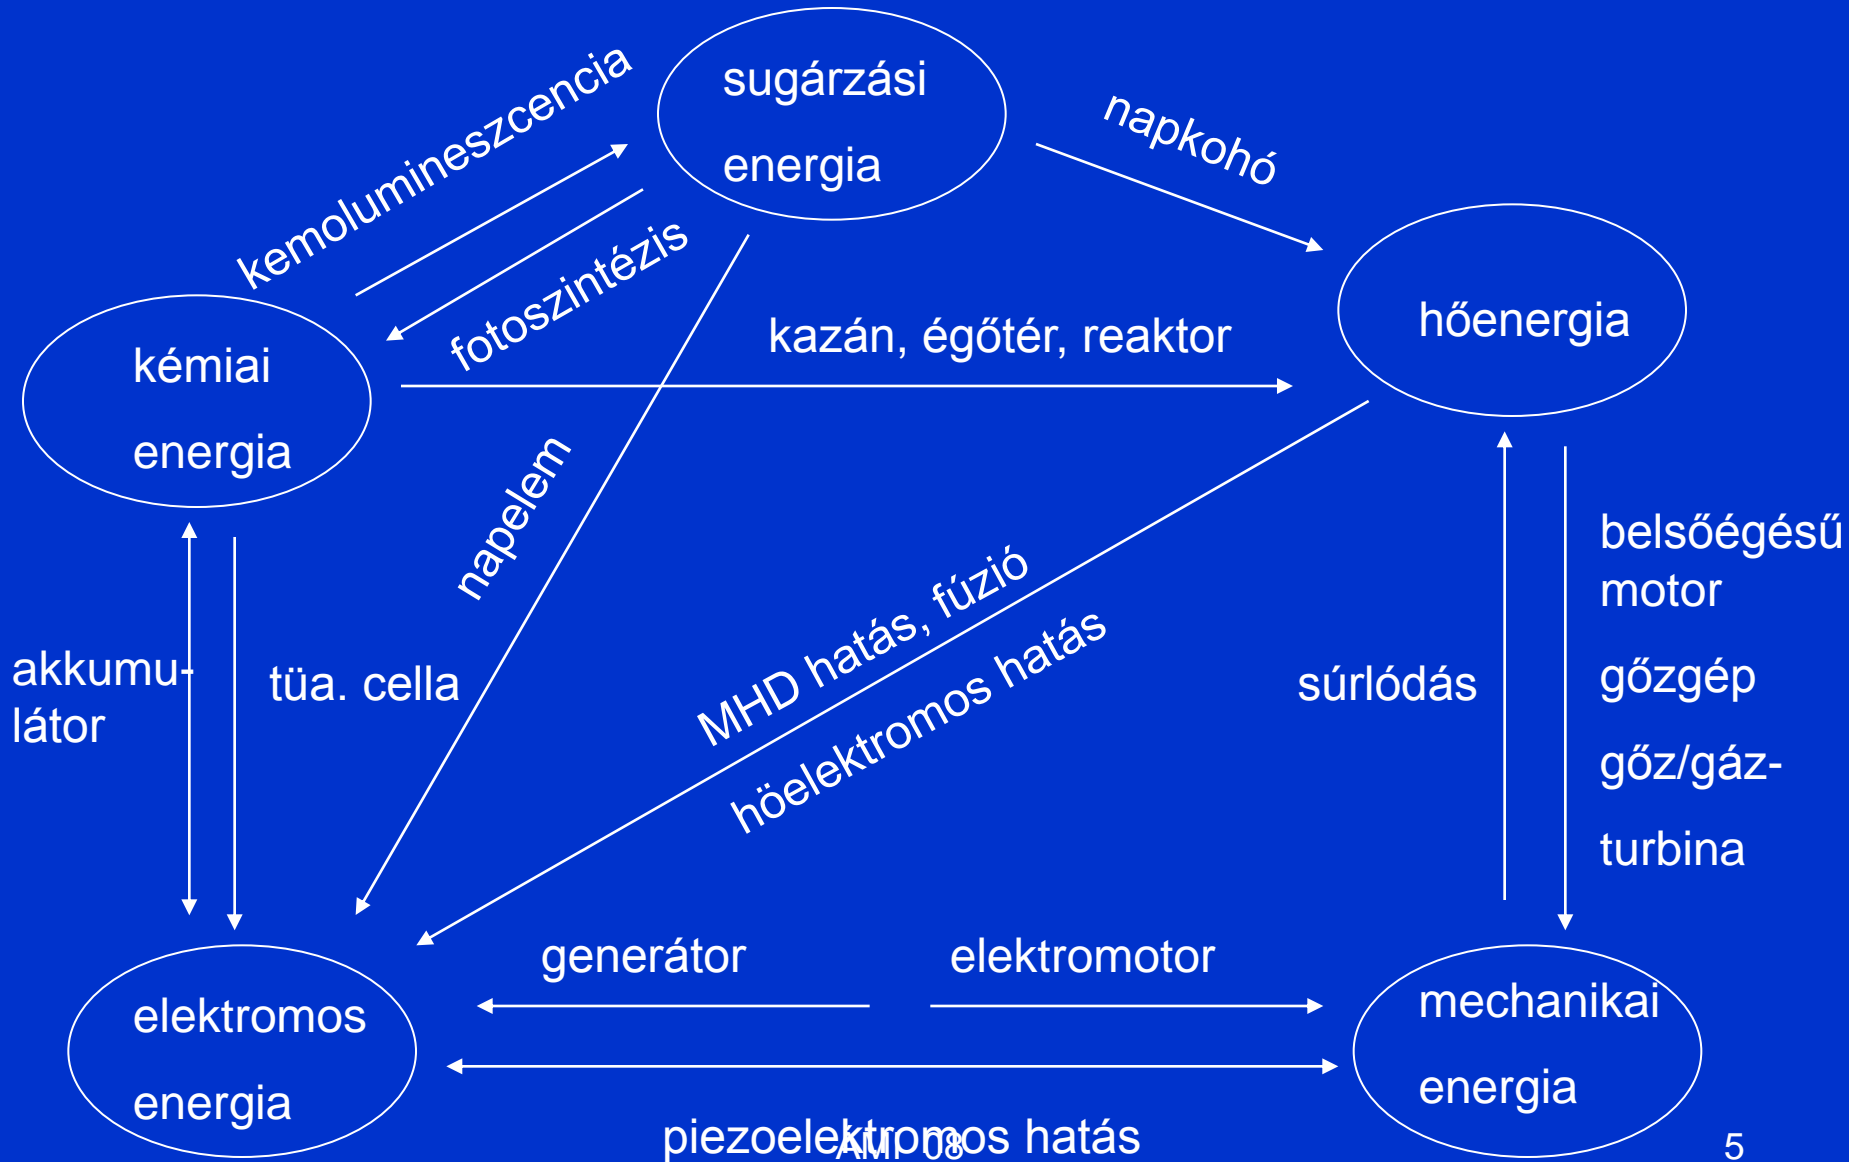 sugárzási
energia
kemolumineszcencia
napkohó
fotoszintézis
kazán, égőtér, reaktor
hőenergia
kémiai
energia
napelem
MHD hatás, fúzió
höelektromos hatás
belsőégésű
motor
gőzgép
gőz/gáz-
turbina
súrlódás
akkumu-
látor
tüa. cella
generátor
elektromotor
elektromos
energia
mechanikai
energia
piezoelektromos hatás
5